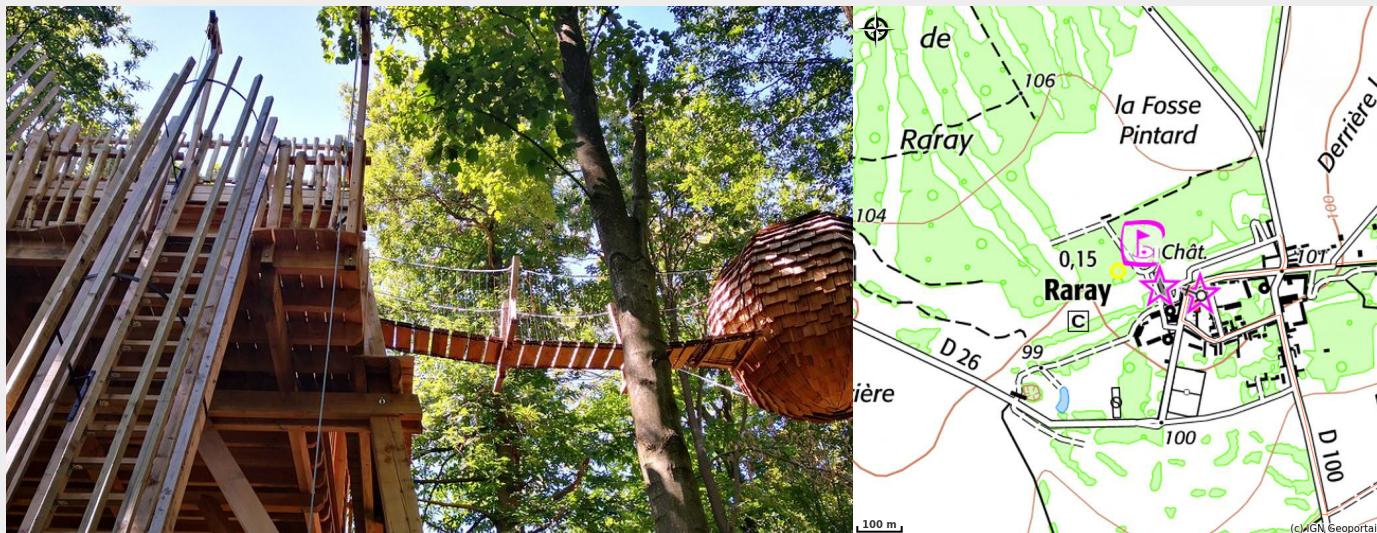 de
Raray
106
la Fosse
Pintard
Derrière
104
100
0,15
Chât.
101
Raray
C
D 26
99
ière
100
D 100
100 m
(c) IGN Geoportai